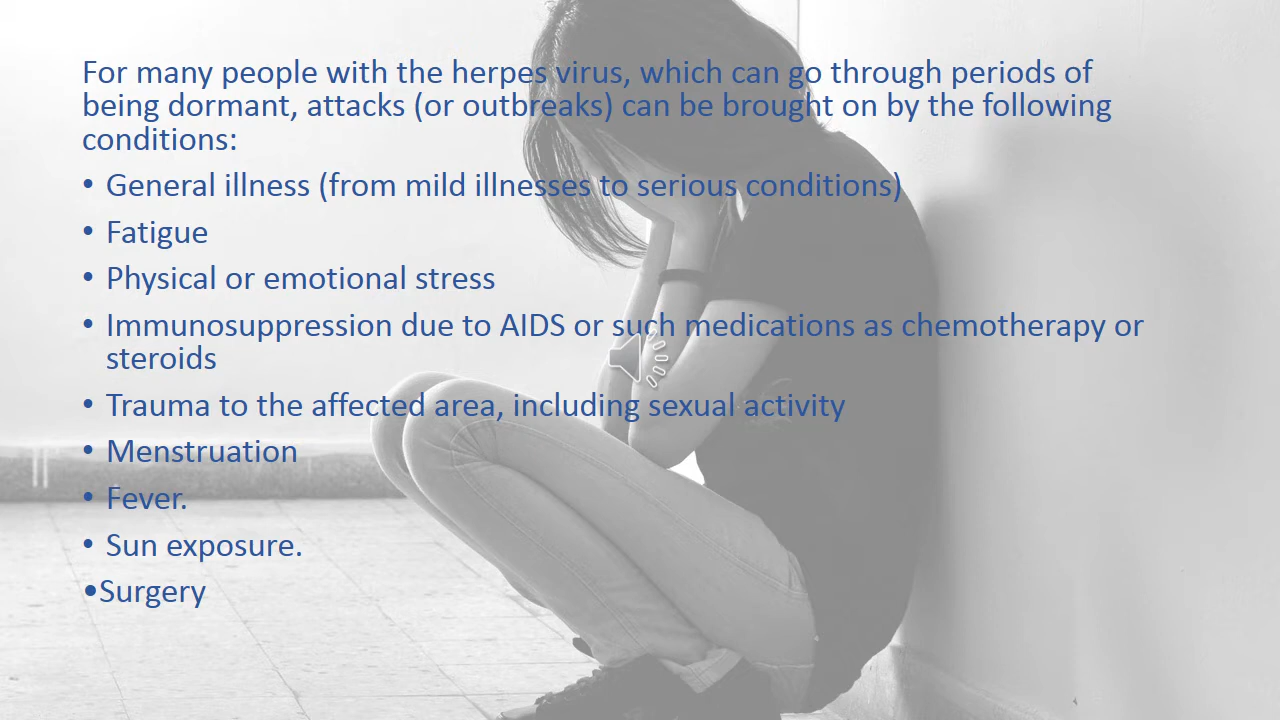 For many people with the herpes virus, which can go through periods of
being dormant, attacks (or outbreaks) can be brought on by the following
conditions:
• General illness (from mild illnesses to serious conditions)
• Fatigue
• Physical or emotional stress
• Immunosuppression due to AIDS or such medications as chemotherapy or
steroids
• Trauma to the affected area, including sexual activity
• Menstruation
• Fever.
• Sun exposure.
•Surgery